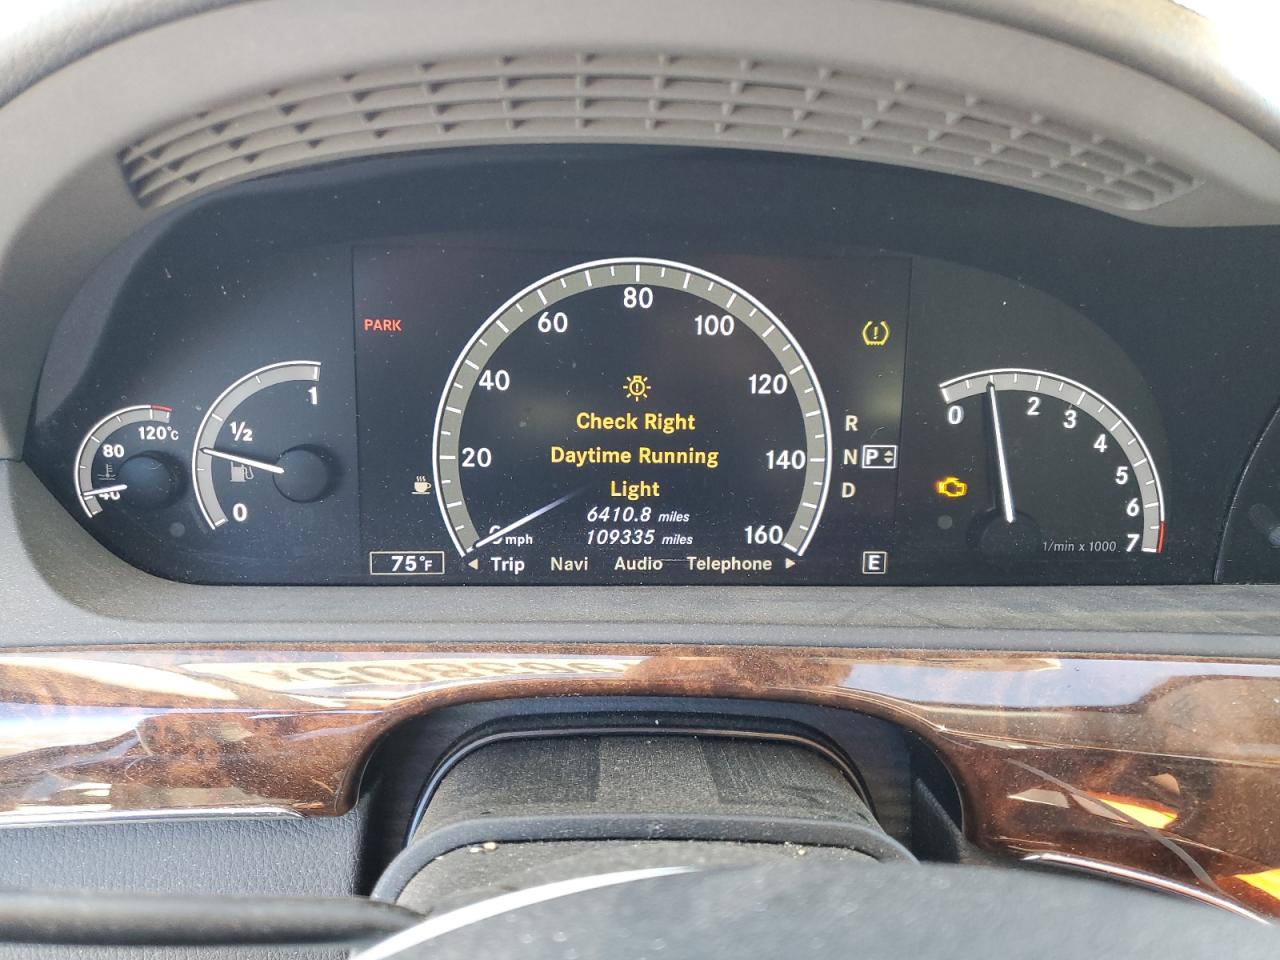 PARK
120°c
80
40
1
½
0
80
60
100
40
120
20
140
0 mph
160
Check Right
Daytime Running
Light
6410.8 miles
109335 miles
75°F
Trip Navi Audio Telephone
R
N P
D
E
0
2
3
4
5
6
7
1/min x 1000